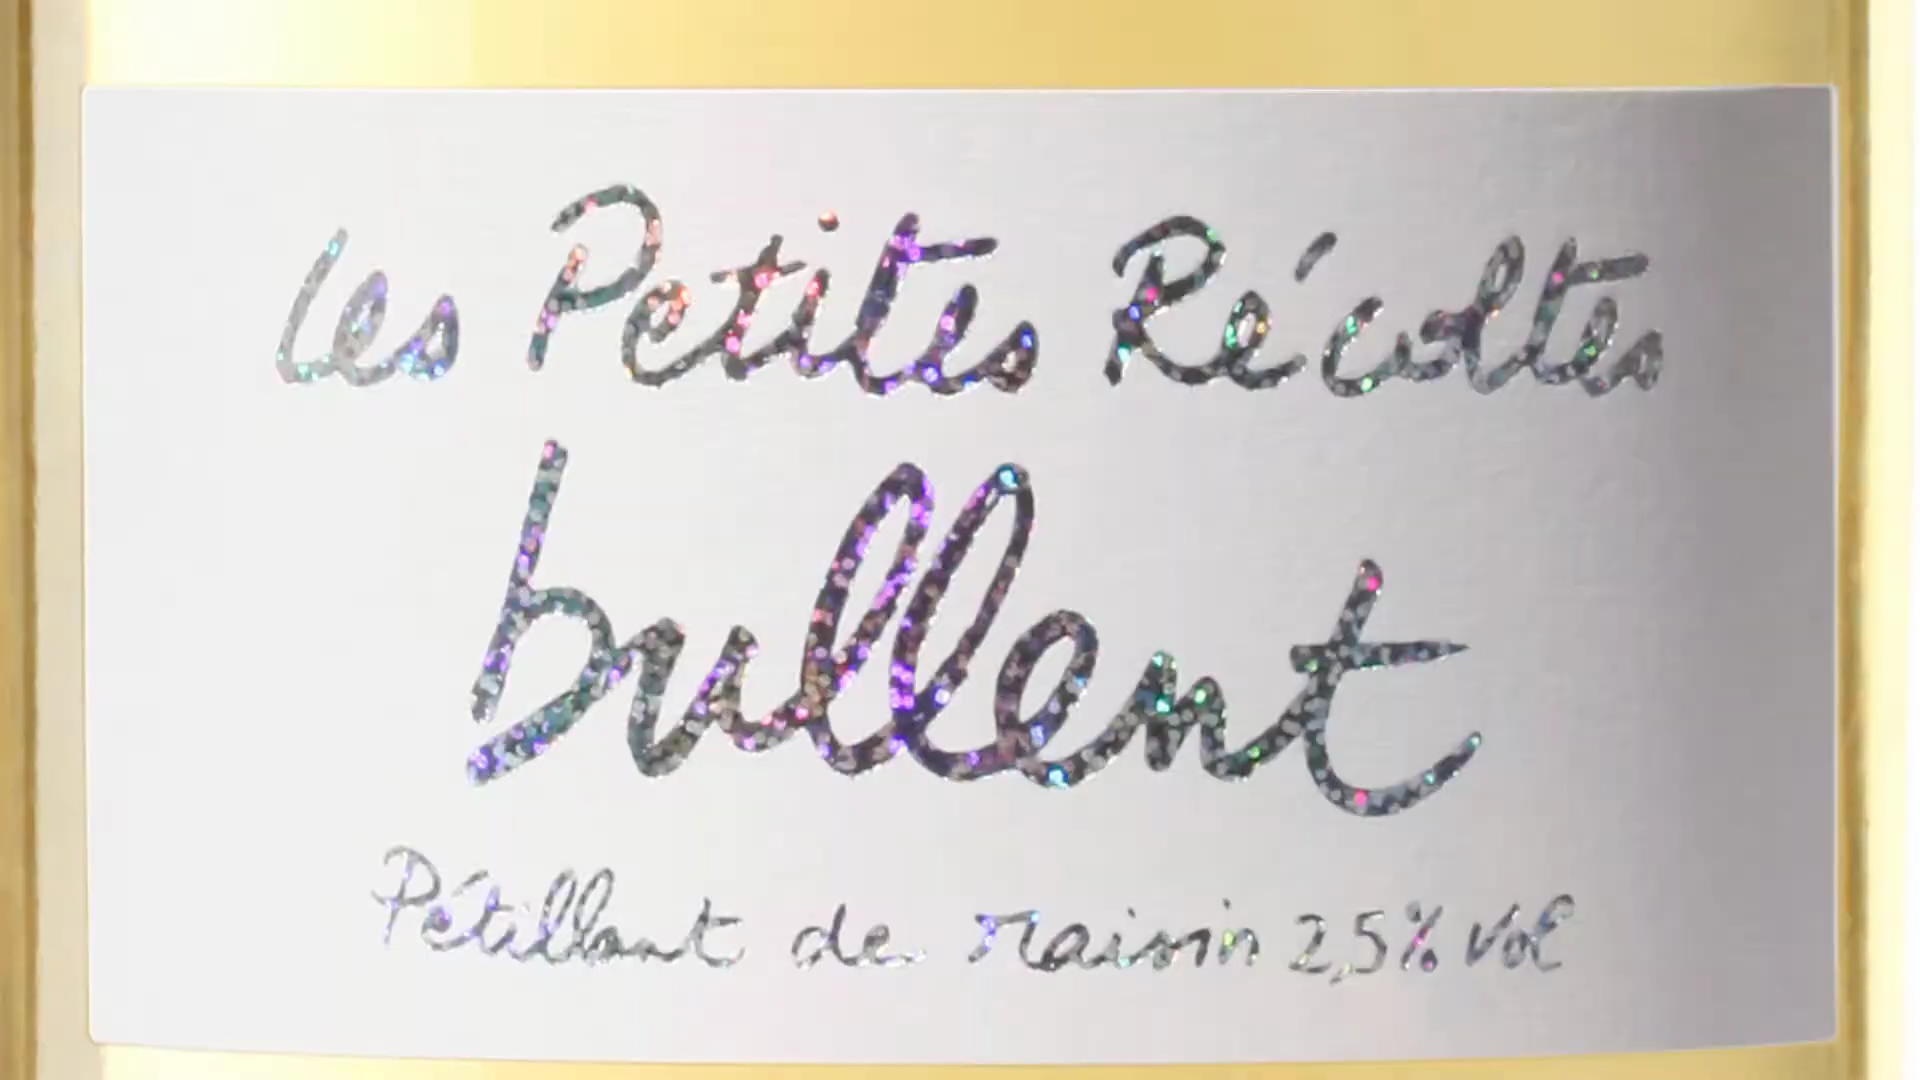 Les Petites Récoltes
bullent
Pétillant de raisin 2,5% vol